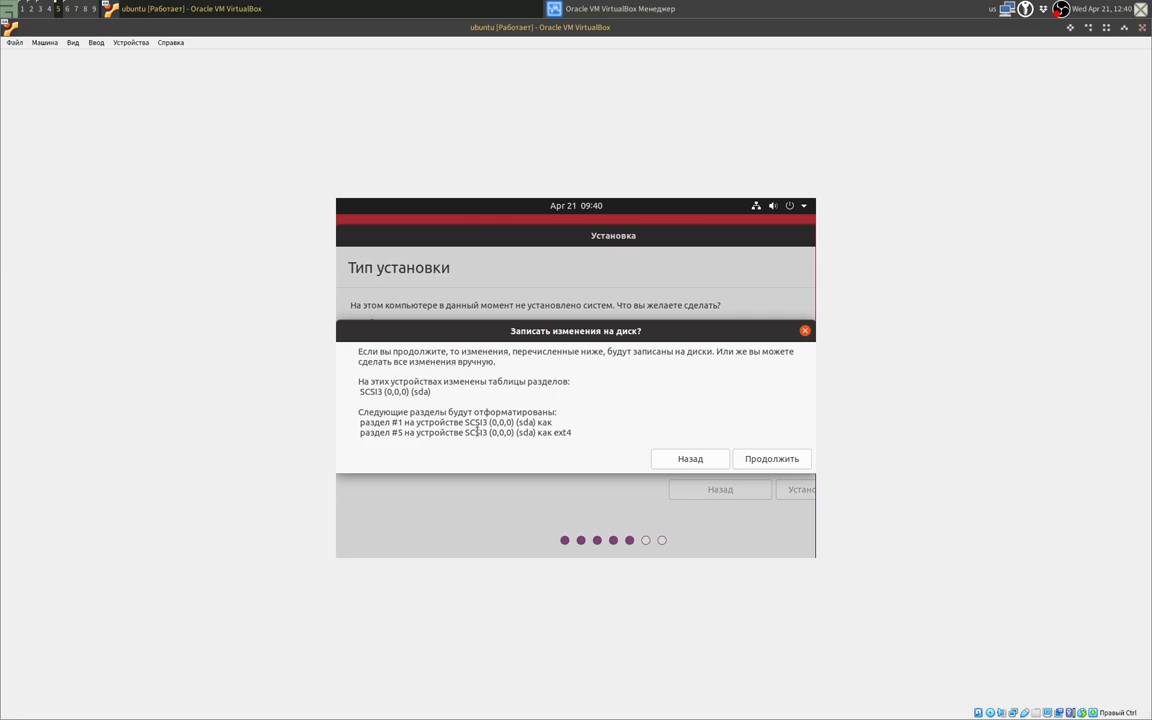 1 2 3 4 5 6 7 8 9
ubuntu [Работает] - Oracle VM VirtualBox
Oracle VM VirtualBox Менеджер
us
Wed Apr 21, 12:40
ubuntu [Работает] - Oracle VM VirtualBox
Файл Машина Вид Ввод Устройства Справка
Apr 21 09:40
Установка
Тип установки
На этом компьютере в данный момент не установлено систем. Что вы желаете сделать?
Записать изменения на диск?
Если вы продолжите, то изменения, перечисленные ниже, будут записаны на диски. Или же вы можете
сделать все изменения вручную.
На этих устройствах изменены таблицы разделов:
SCSI3 (0,0,0) (sda)
Следующие разделы будут отформатированы:
раздел #1 на устройстве SCSI3 (0,0,0) (sda) как
раздел #5 на устройстве SCSI3 (0,0,0) (sda) как ext4
Назад Продолжить
Назад Устано
Правый Ctrl